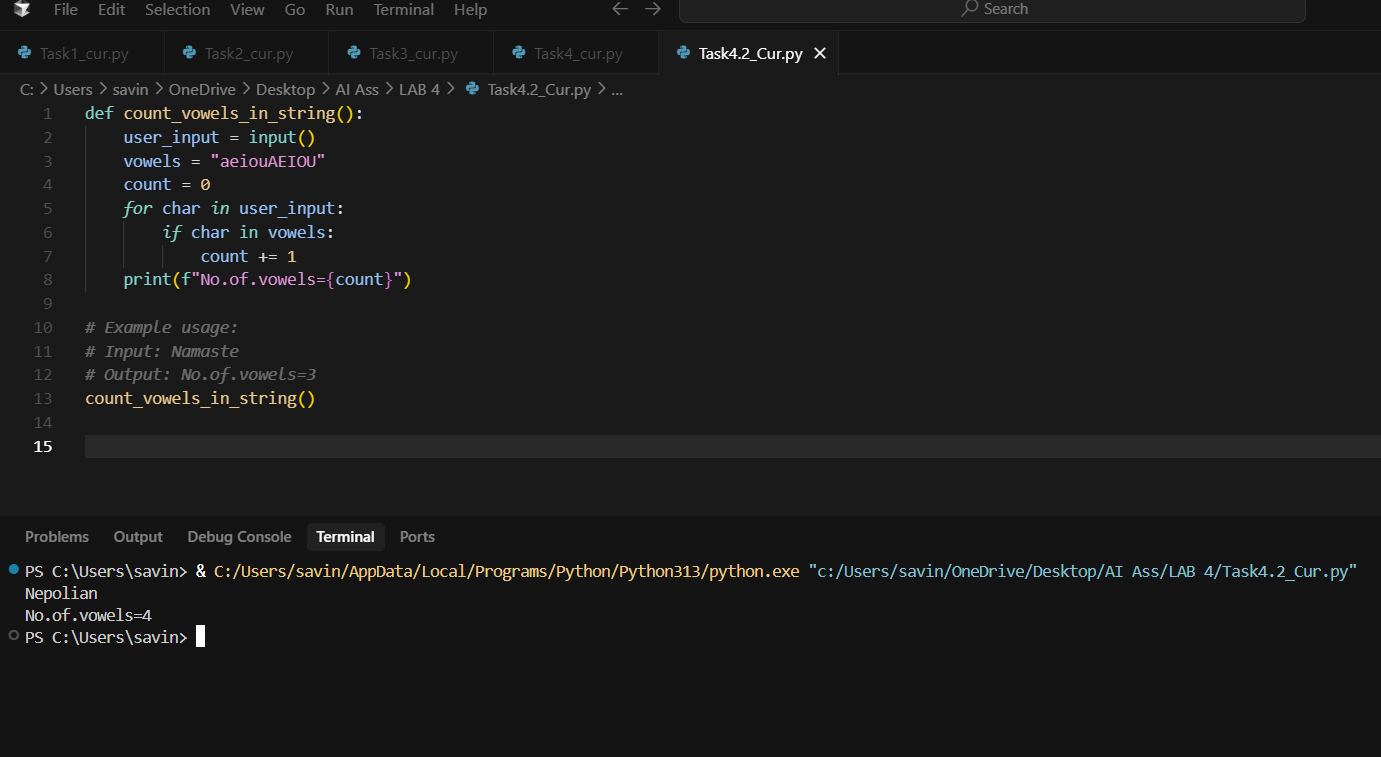 File Edit Selection View Go Run Terminal Help Search
Task1_cur.py Task2_cur.py Task3_cur.py Task4_cur.py Task4.2_Cur.py
C: > Users > savin > OneDrive > Desktop > AI Ass > LAB 4 > Task4.2_Cur.py > ...
1 def count_vowels_in_string():
2     user_input = input()
3     vowels = "aeiouAEIOU"
4     count = 0
5     for char in user_input:
6         if char in vowels:
7             count += 1
8     print(f"No.of.vowels={count}")
9
10 # Example usage:
11 # Input: Namaste
12 # Output: No.of.vowels=3
13 count_vowels_in_string()
14
15
Problems Output Debug Console Terminal Ports
PS C:\Users\savin> & C:/Users/savin/AppData/Local/Programs/Python/Python313/python.exe "c:/Users/savin/OneDrive/Desktop/AI Ass/LAB 4/Task4.2_Cur.py"
Nepolian
No.of.vowels=4
PS C:\Users\savin>